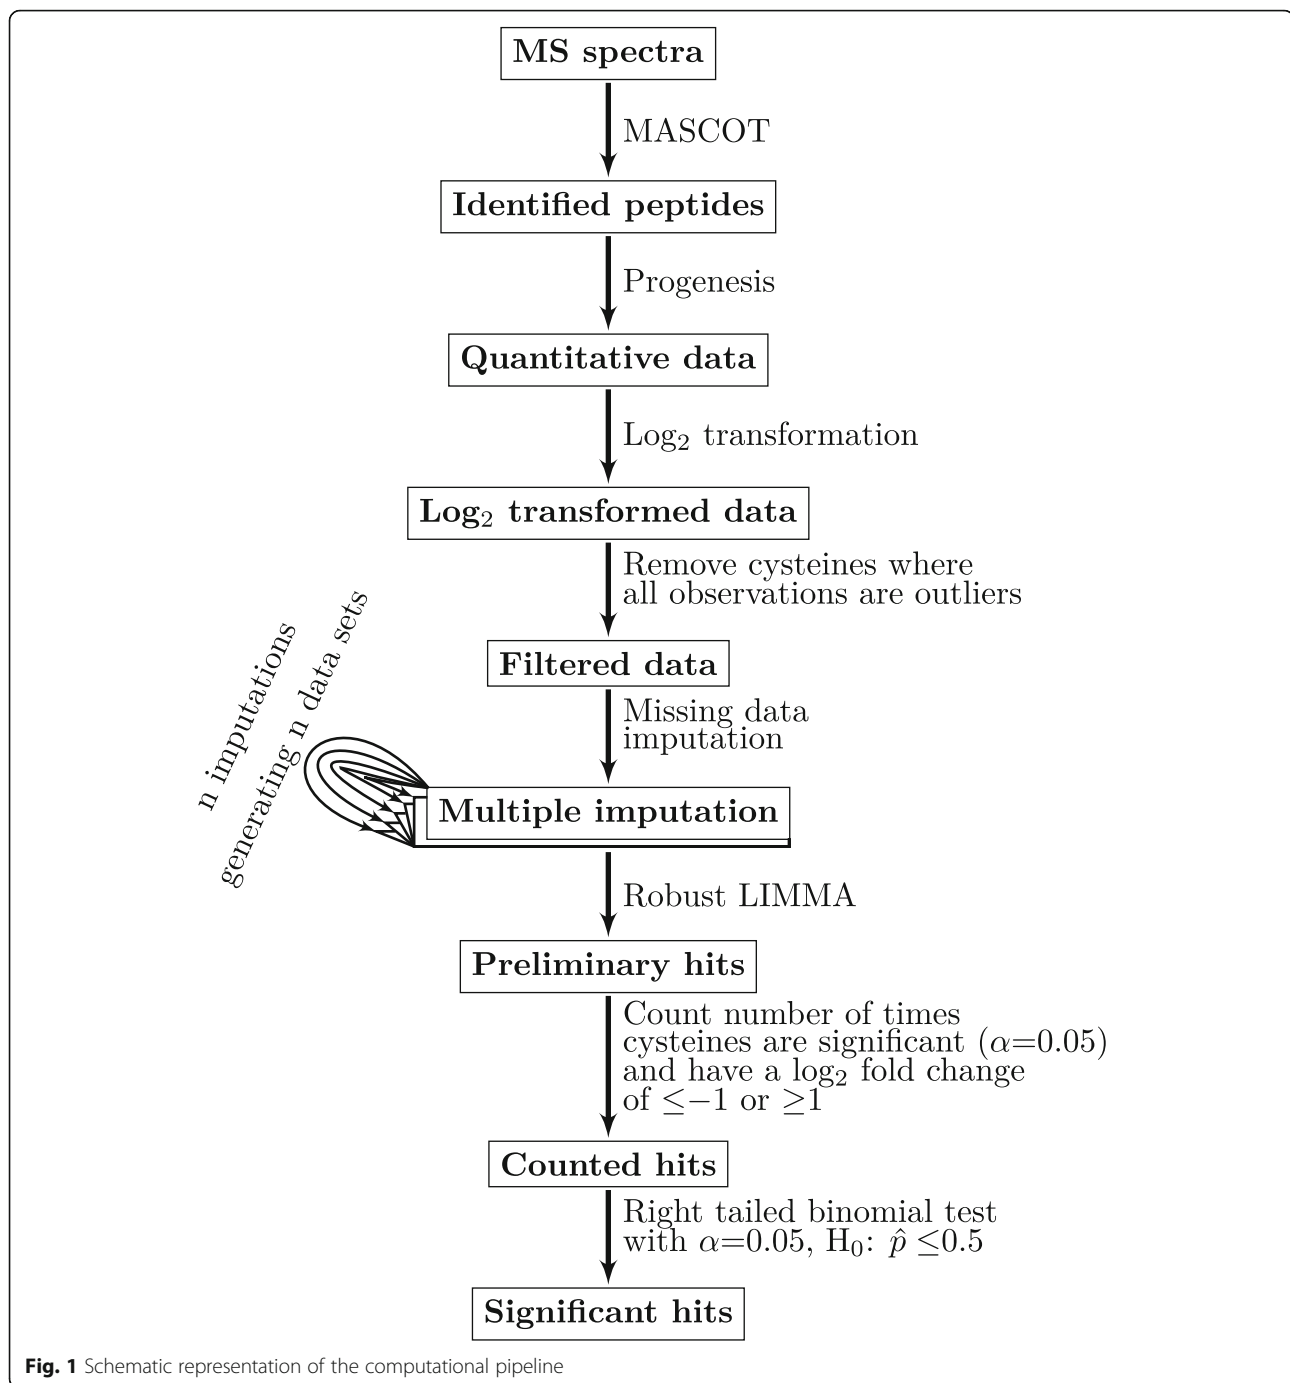 MS spectra
MASCOT
Identified peptides
Progenesis
Quantitative data
Log₂ transformation
Log₂ transformed data
Remove cysteines where
all observations are outliers
Filtered data
Missing data
imputation
n imputations
generating n data sets
Multiple imputation
Robust LIMMA
Preliminary hits
Count number of times
cysteines are significant (α=0.05)
and have a log₂ fold change
of ≤−1 or ≥1
Counted hits
Right tailed binomial test
with α=0.05, H₀: p̂ ≤0.5
Significant hits
Fig. 1 Schematic representation of the computational pipeline